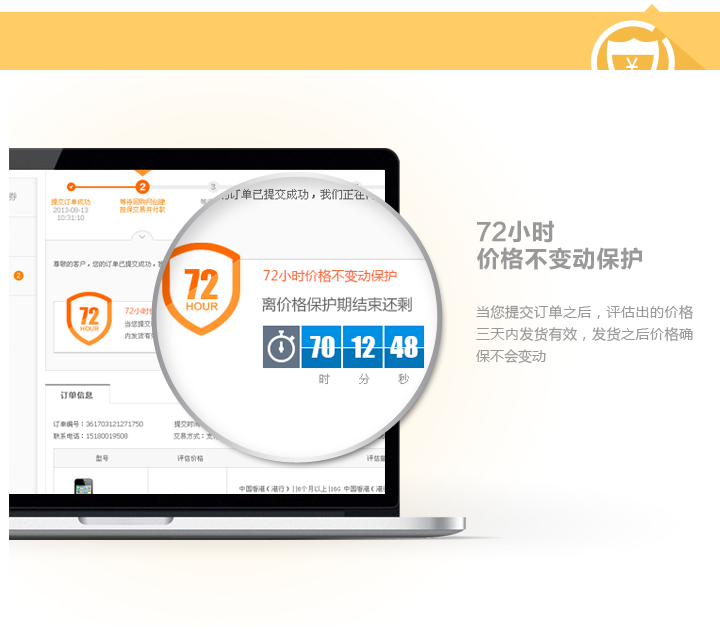 ¥
券
提交订单成功
2013-09-13
10:31:10
2
等待回购网创建
担保交易并付款
3
2
尊敬的客户，您的订单已提交成功，我
72
HOUR
72小时
当您提交
内发货有
的订单已提交成功，我们正在
72
HOUR
72小时价格不变动保护
离价格保护期结束还剩
70 12 48
时 分 秒
72小时
价格不变动保护
当您提交订单之后，评估出的价格
三天内发货有效，发货之后价格确
保不会变动
订单信息
订单编号：361703121271750
提交时间
联系电话：15180019508
交易方式：支
型号
评估价格
评估
中国香港（港行）||6个月以上|16G 中国香港（港